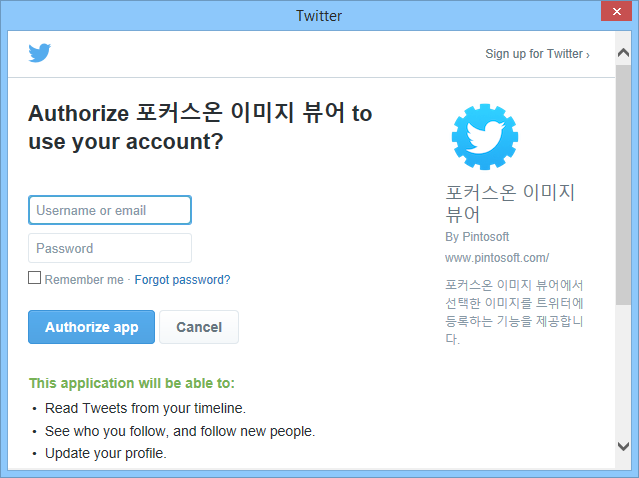 Twitter
Sign up for Twitter ›
Authorize 포커스온 이미지 뷰어 to
use your account?
Username or email
Password
Remember me · Forgot password?
Authorize app
Cancel
This application will be able to:
• Read Tweets from your timeline.
• See who you follow, and follow new people.
• Update your profile.
포커스온 이미지
뷰어
By Pintosoft
www.pintosoft.com/
포커스온 이미지 뷰어에서
선택한 이미지를 트위터에
등록하는 기능을 제공합니
다.